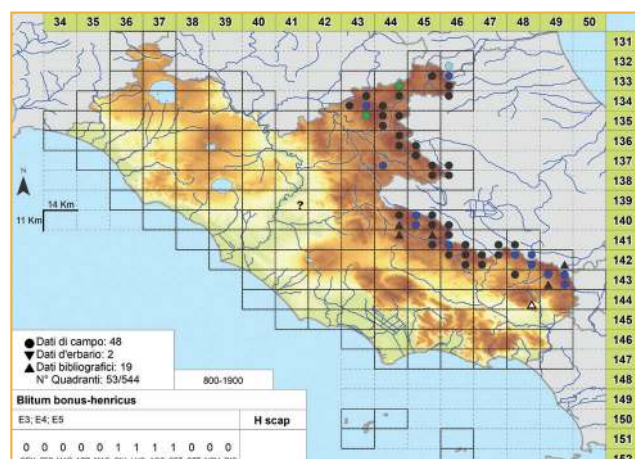 34 35 36 37 38 39 40 41 42 43 44 45 46 47 48 49 50
131
132
133
134
135
136
137
138
139
140
141
142
143
144
145
146
147
148
149
150
151
152
?
N
14 Km
11 Km
Dati di campo: 48
Dati d'erbario: 2
Dati bibliografici: 19
N° Quadranti: 53/544
800-1900
Blitum bonus-henricus
E3; E4; E5 H scap
0 0 0 0 0 1 1 1 1 0 0 0